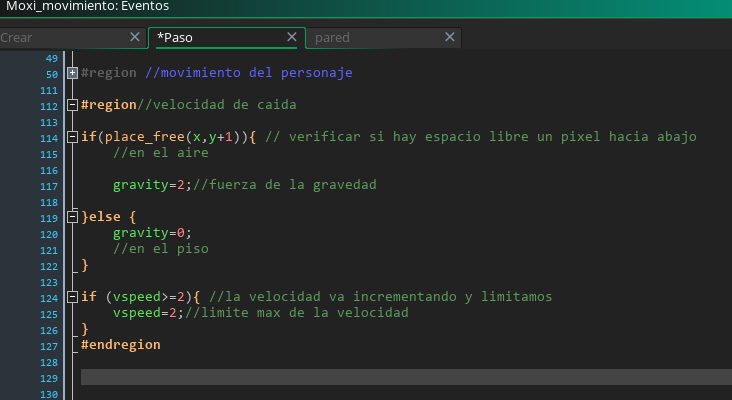 Moxi_movimiento: Eventos
Crear
*Paso
pared
49
50 #region //movimiento del personaje
111
112 #region//velocidad de caida
113
114 if(place_free(x,y+1)){ // verificar si hay espacio libre un pixel hacia abajo
115 //en el aire
116
117 gravity=2;//fuerza de la gravedad
118
119 }else {
120 gravity=0;
121 //en el piso
122 }
123
124 if (vspeed>=2){ //la velocidad va incrementando y limitamos
125 vspeed=2;//limite max de la velocidad
126 }
127 #endregion
128
129
130